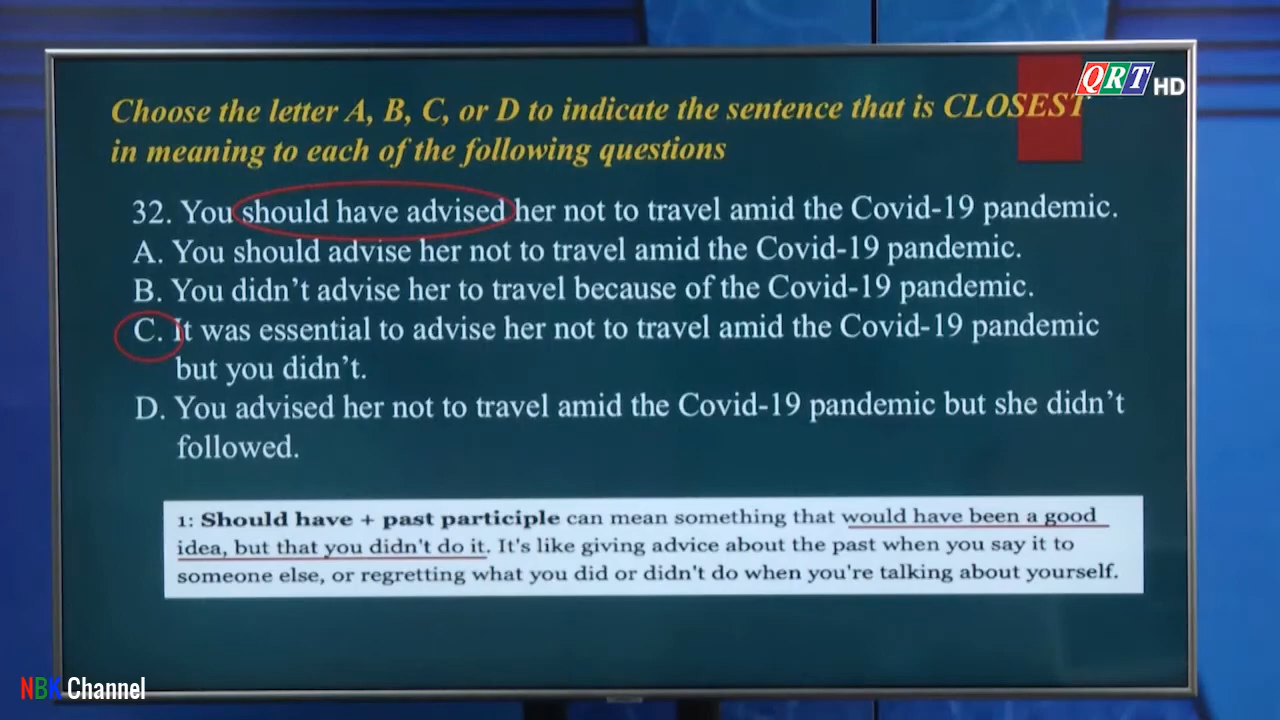 QRT HD
Choose the letter A, B, C, or D to indicate the sentence that is CLOSEST
in meaning to each of the following questions
32. You should have advised her not to travel amid the Covid-19 pandemic.
A. You should advise her not to travel amid the Covid-19 pandemic.
B. You didn’t advise her to travel because of the Covid-19 pandemic.
C. It was essential to advise her not to travel amid the Covid-19 pandemic
but you didn’t.
D. You advised her not to travel amid the Covid-19 pandemic but she didn’t
followed.
1: Should have + past participle can mean something that would have been a good
idea, but that you didn't do it. It's like giving advice about the past when you say it to
someone else, or regretting what you did or didn't do when you're talking about yourself.
NBK Channel